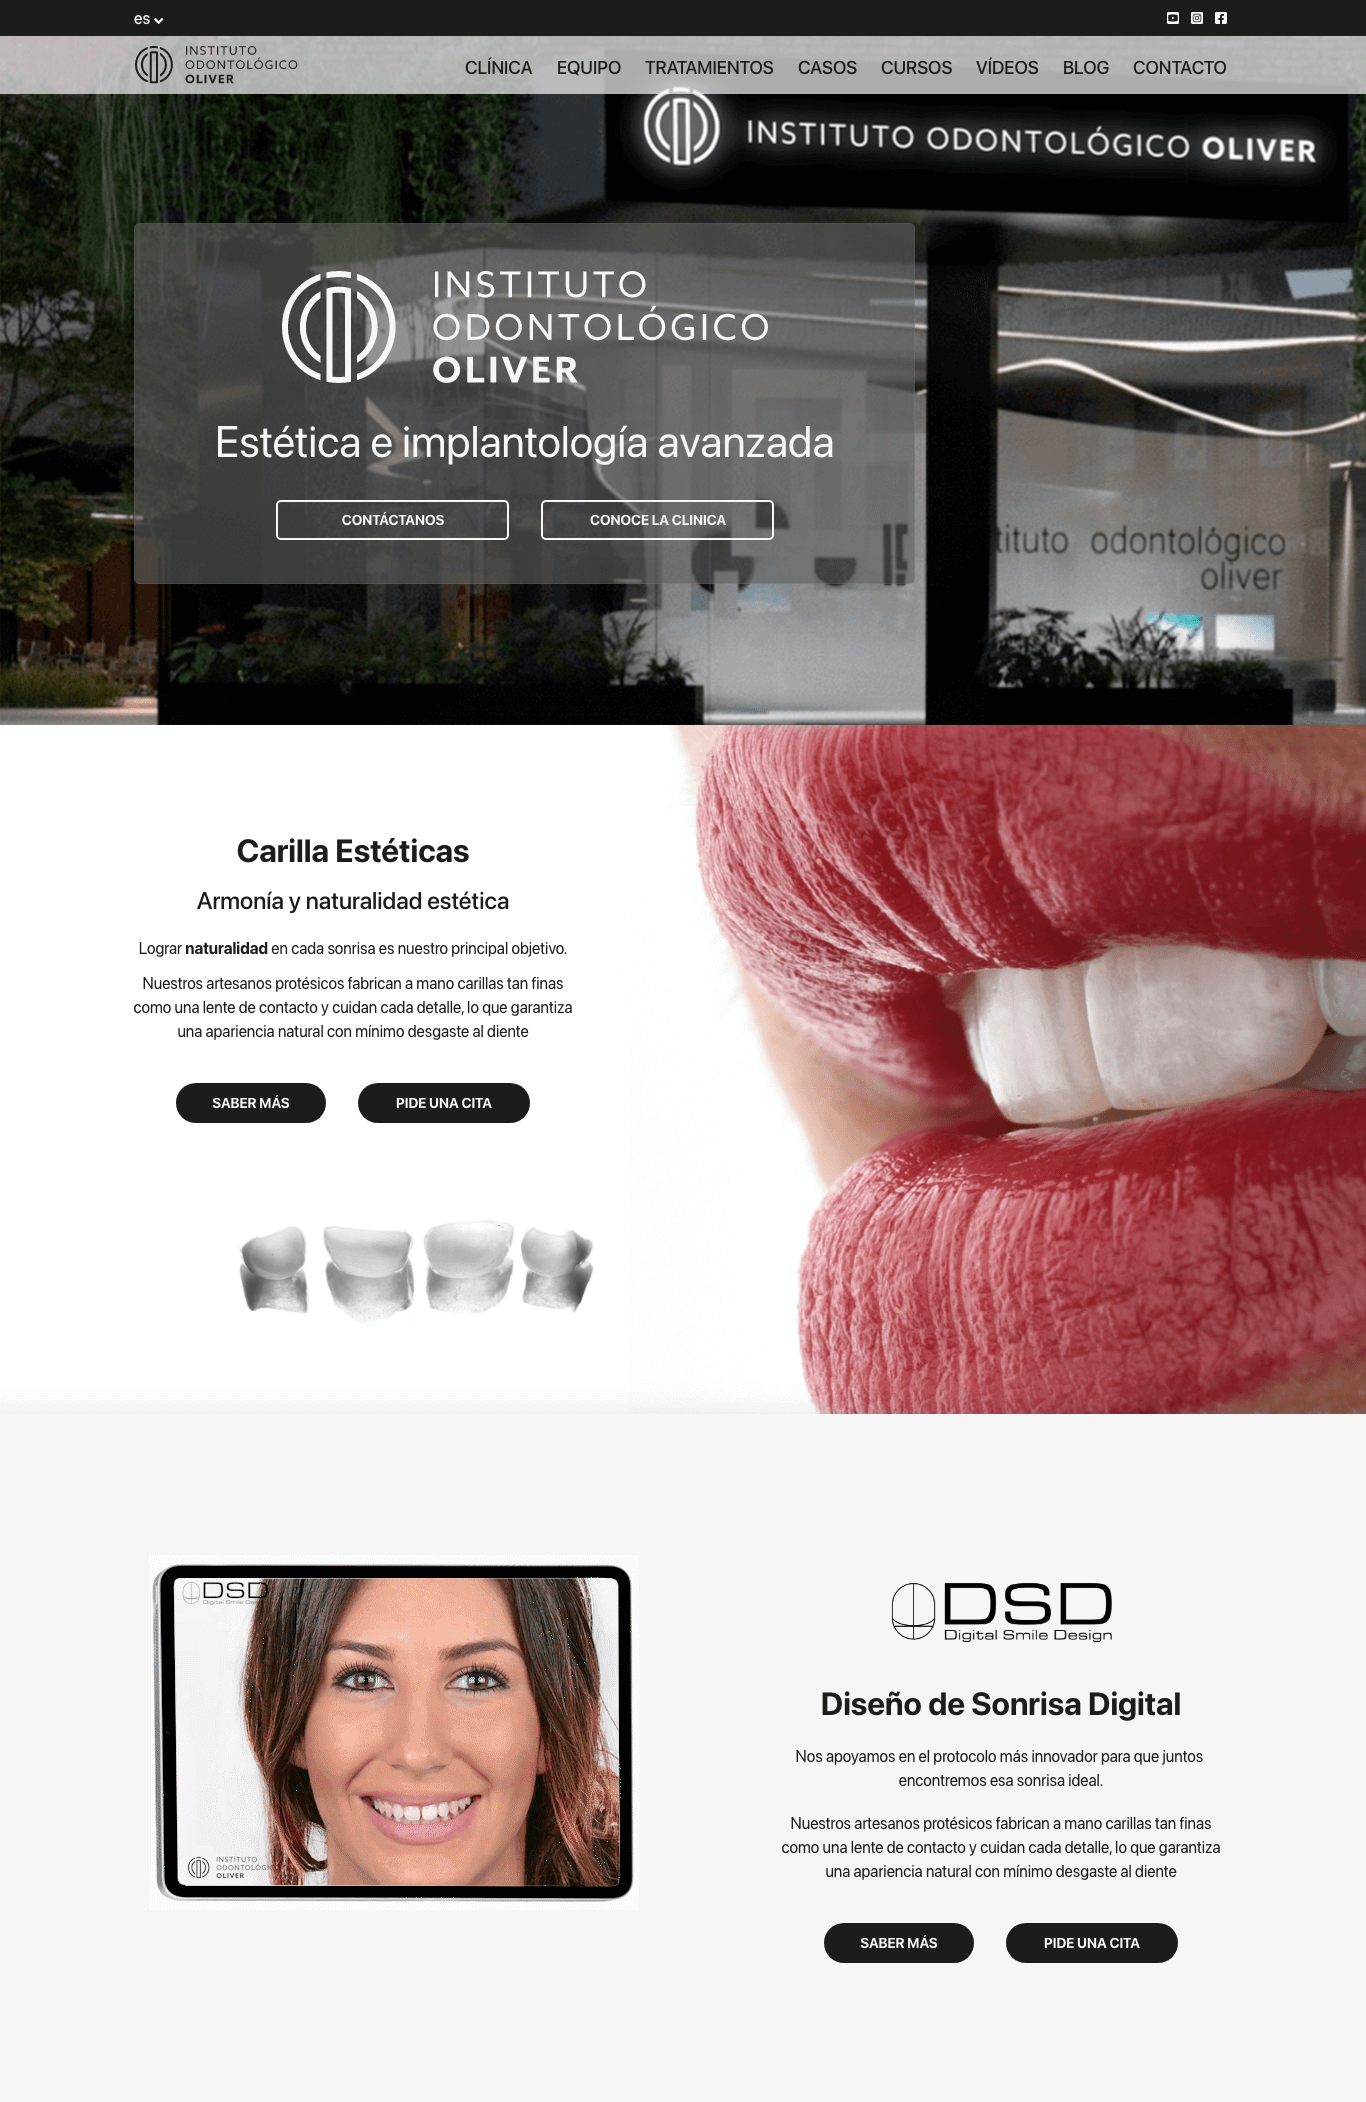 es
INSTITUTO
ODONTOLÓGICO
OLIVER
CLÍNICA EQUIPO TRATAMIENTOS CASOS CURSOS VÍDEOS BLOG CONTACTO
INSTITUTO ODONTOLÓGICO OLIVER
INSTITUTO
ODONTOLÓGICO
OLIVER
Estética e implantología avanzada
CONTÁCTANOS CONOCE LA CLINICA
odontológico
oliver
Carilla Estéticas
Armonía y naturalidad estética
Lograr naturalidad en cada sonrisa es nuestro principal objetivo.
Nuestros artesanos protésicos fabrican a mano carillas tan finas
como una lente de contacto y cuidan cada detalle, lo que garantiza
una apariencia natural con mínimo desgaste al diente
SABER MÁS PIDE UNA CITA
DSD
Digital Smile
INSTITUTO
ODONTOLÓGICO
OLIVER
DSD
Digital Smile Design
Diseño de Sonrisa Digital
Nos apoyamos en el protocolo más innovador para que juntos
encontremos esa sonrisa ideal.
Nuestros artesanos protésicos fabrican a mano carillas tan finas
como una lente de contacto y cuidan cada detalle, lo que garantiza
una apariencia natural con mínimo desgaste al diente
SABER MÁS PIDE UNA CITA